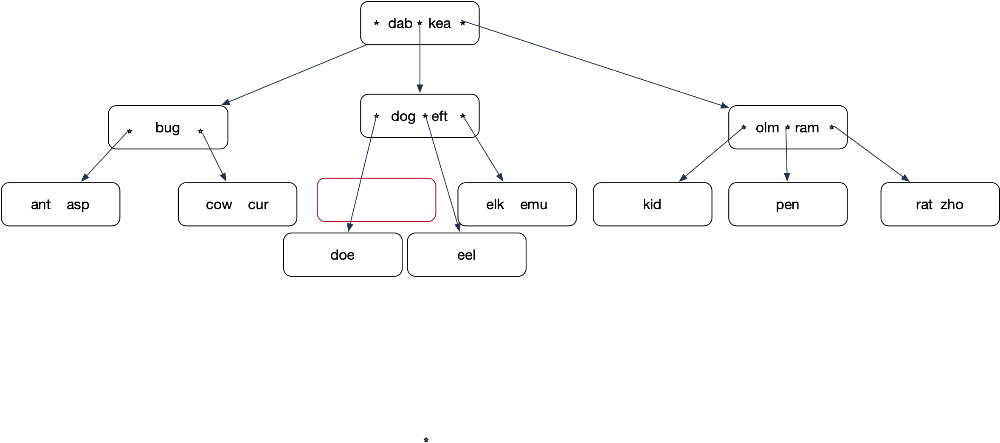 ☆ dab ☆ kea ☆
☆ bug ☆
☆ dog ☆ eft ☆
☆ olm ☆ ram ☆
ant asp
cow cur
elk emu
kid
pen
rat zho
doe
eel
☆